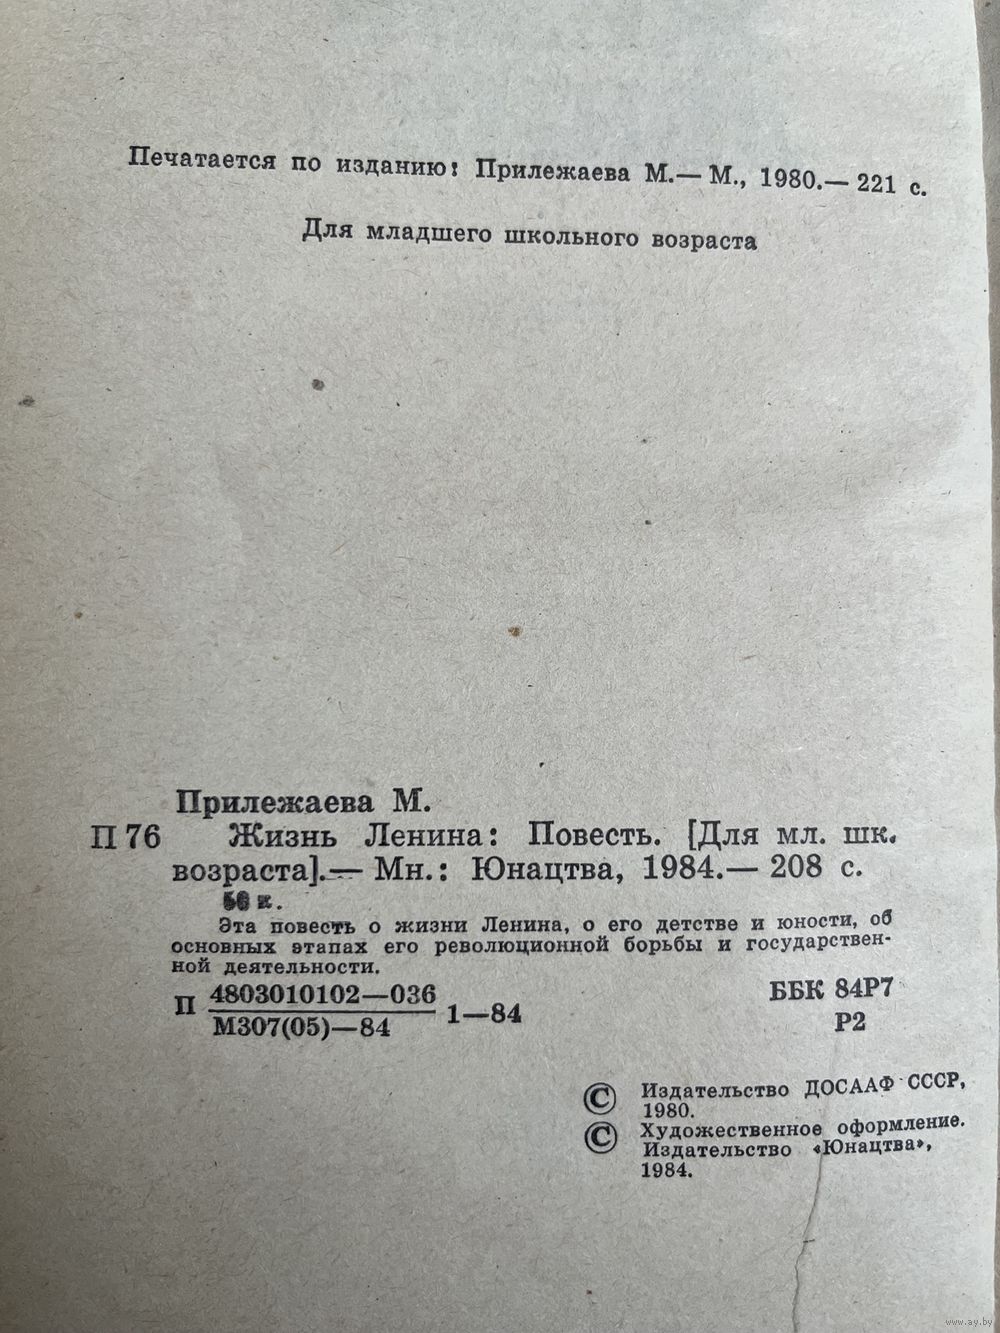 Печатается по изданию: Прилежаева М.— М., 1980.— 221 с.
Для младшего школьного возраста
Прилежаева М.
П 76 Жизнь Ленина: Повесть. [Для мл. шк.
возраста].— Мн.: Юнацтва, 1984.— 208 с.
к.
Эта повесть о жизни Ленина, о его детстве и юности, об
основных этапах его революционной борьбы и государствен-
ной деятельности.
П 4803010102—036 1—84
М307(05)—84
ББК 84Р7
Р2
© Издательство ДОСААФ СССР,
1980.
© Художественное оформление.
Издательство «Юнацтва»,
1984.
www.ay.by